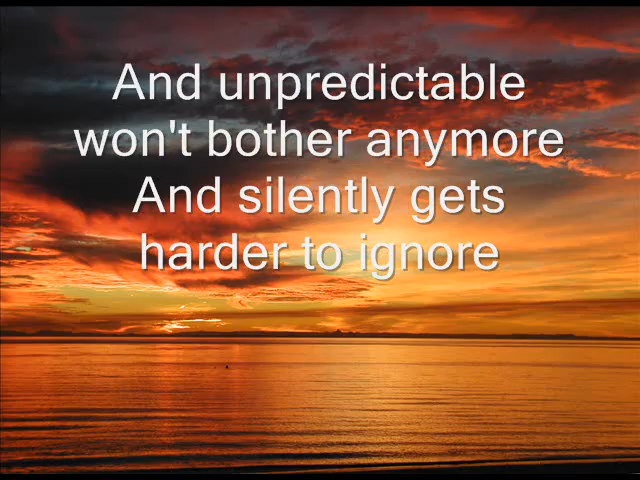 And unpredictable
won't bother anymore
And silently gets
harder to ignore